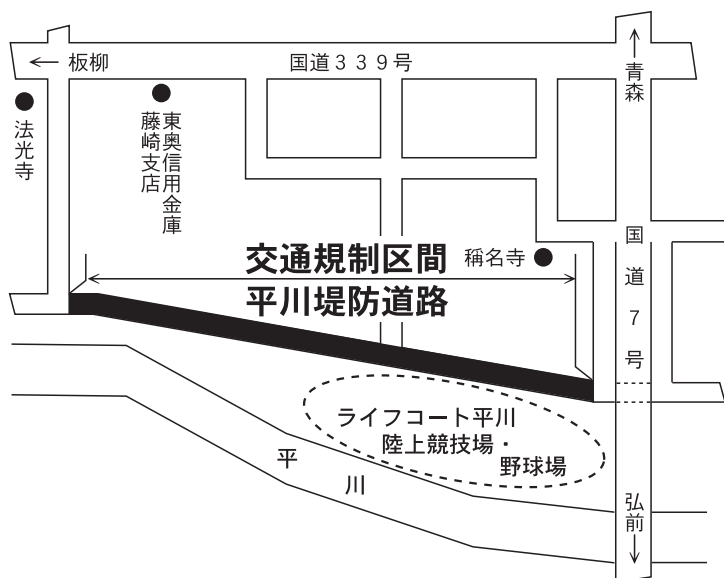 板柳
国道３３９号
青森
法光寺
東奥信用金庫
藤崎支店
国道７号
稱名寺
交通規制区間
平川堤防道路
ライフコート平川
陸上競技場・
野球場
平川
弘前